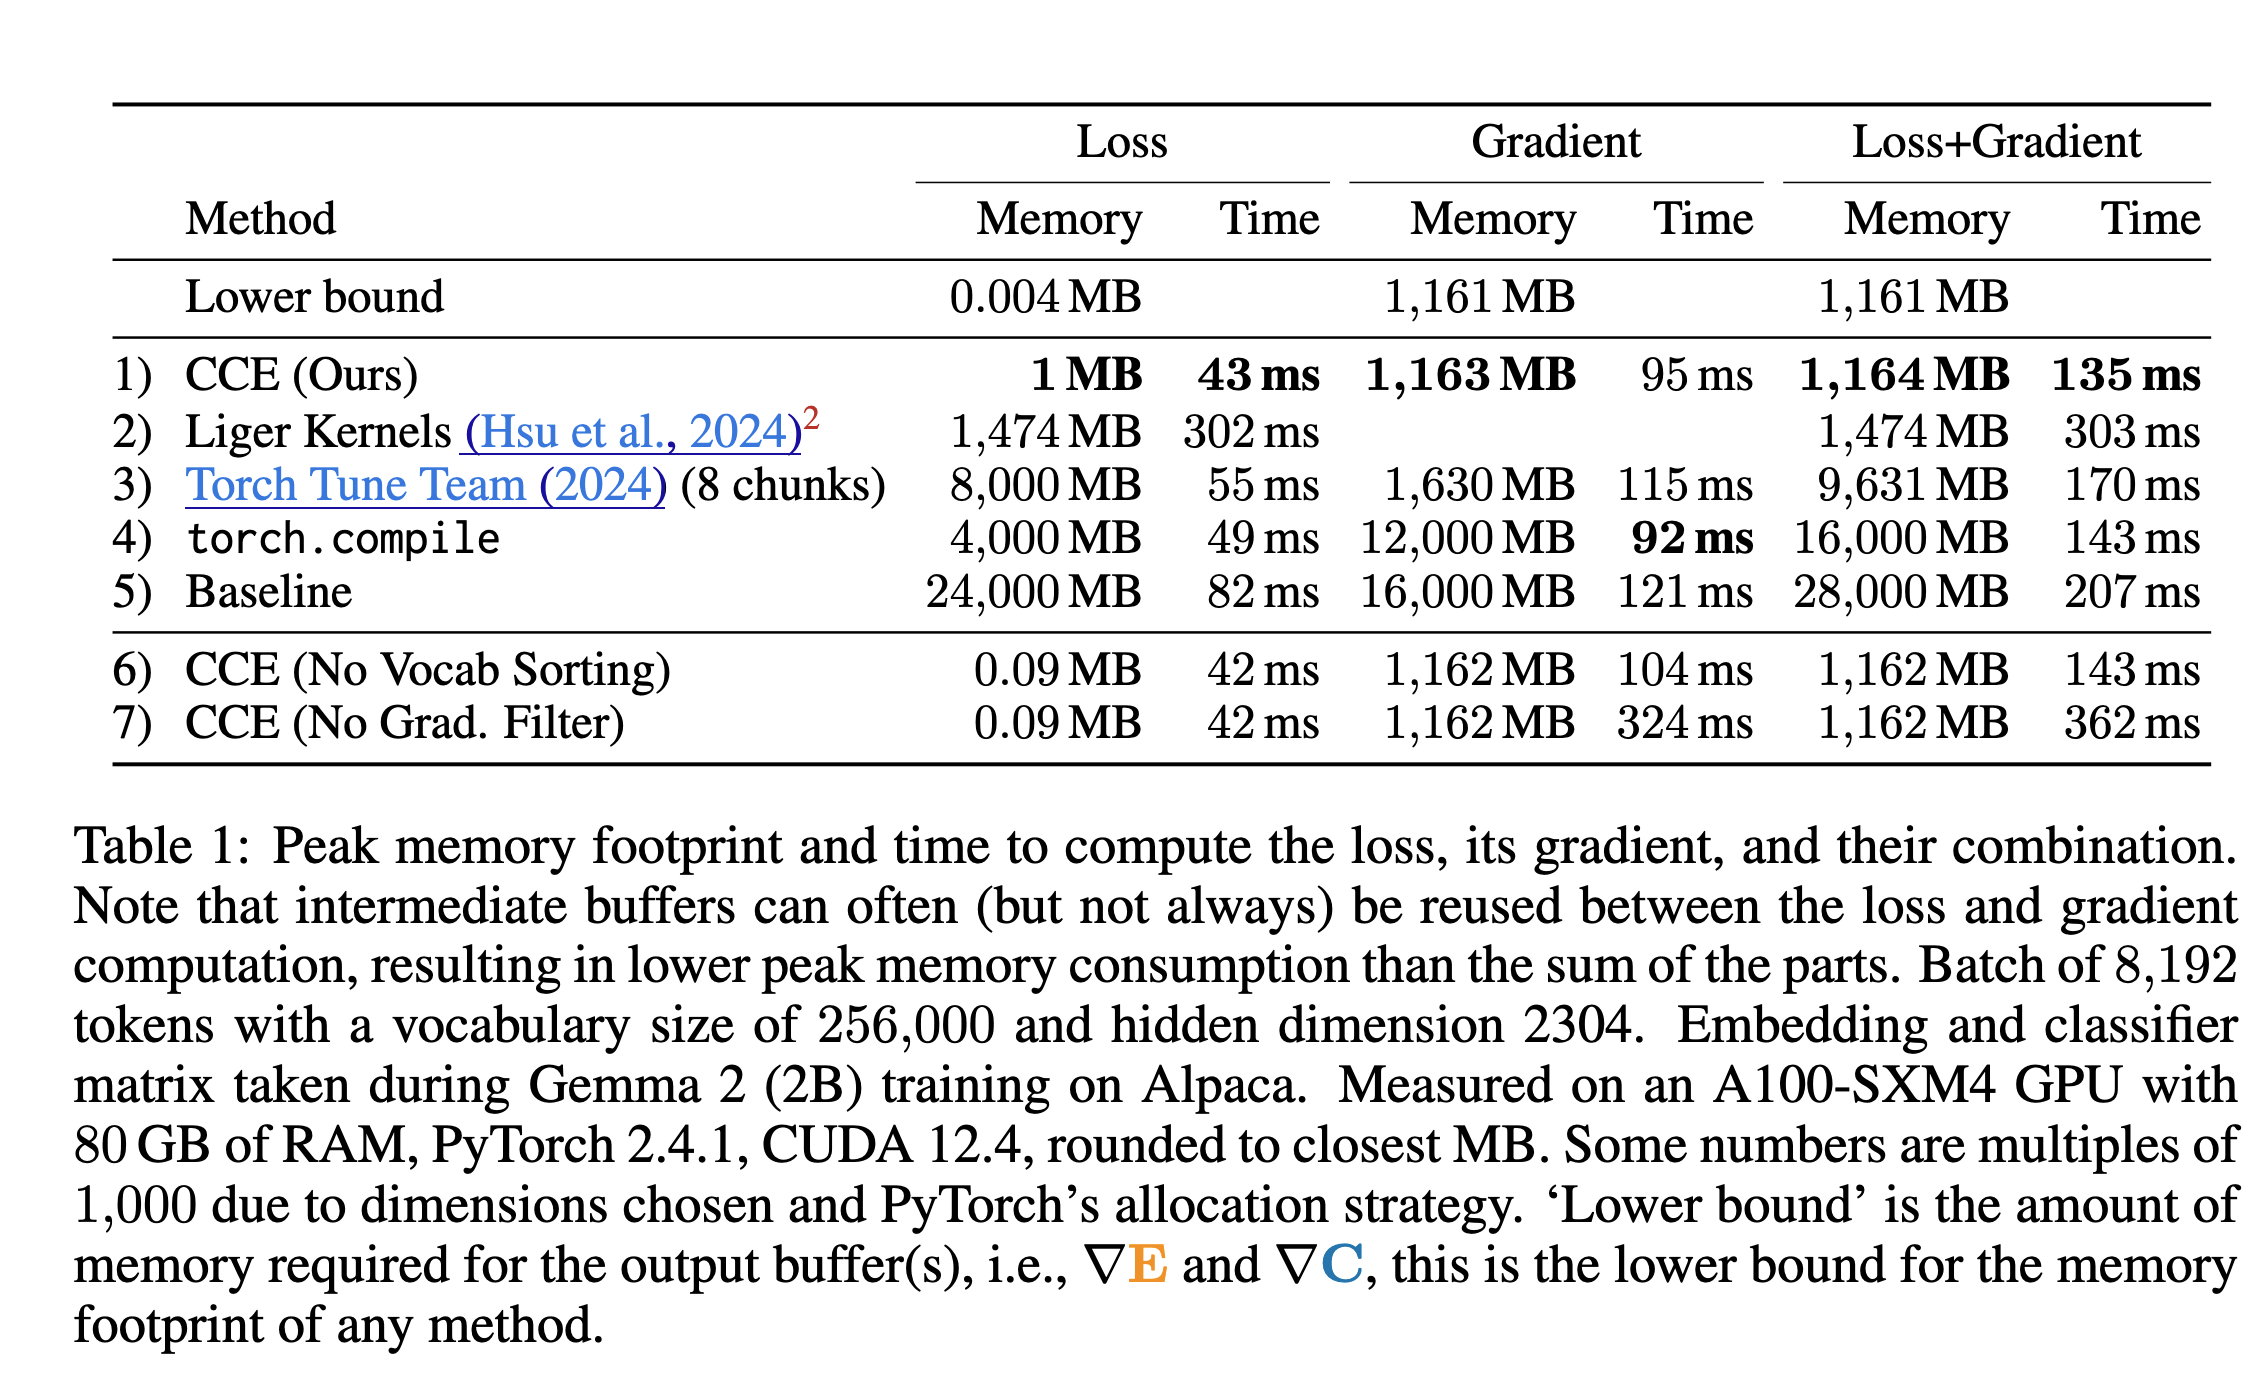 Loss Gradient Loss+Gradient
Method Memory Time Memory Time Memory Time
Lower bound 0.004 MB 1,161 MB 1,161 MB
1) CCE (Ours) 1 MB 43 ms 1,163 MB 95 ms 1,164 MB 135 ms
2) Liger Kernels (Hsu et al., 2024)² 1,474 MB 302 ms 1,474 MB 303 ms
3) Torch Tune Team (2024) (8 chunks) 8,000 MB 55 ms 1,630 MB 115 ms 9,631 MB 170 ms
4) torch.compile 4,000 MB 49 ms 12,000 MB 92 ms 16,000 MB 143 ms
5) Baseline 24,000 MB 82 ms 16,000 MB 121 ms 28,000 MB 207 ms
6) CCE (No Vocab Sorting) 0.09 MB 42 ms 1,162 MB 104 ms 1,162 MB 143 ms
7) CCE (No Grad. Filter) 0.09 MB 42 ms 1,162 MB 324 ms 1,162 MB 362 ms
Table 1: Peak memory footprint and time to compute the loss, its gradient, and their combination.
Note that intermediate buffers can often (but not always) be reused between the loss and gradient
computation, resulting in lower peak memory consumption than the sum of the parts. Batch of 8,192
tokens with a vocabulary size of 256,000 and hidden dimension 2304. Embedding and classifier
matrix taken during Gemma 2 (2B) training on Alpaca. Measured on an A100-SXM4 GPU with
80 GB of RAM, PyTorch 2.4.1, CUDA 12.4, rounded to closest MB. Some numbers are multiples of
1,000 due to dimensions chosen and PyTorch’s allocation strategy. ‘Lower bound’ is the amount of
memory required for the output buffer(s), i.e., ∇E and ∇C, this is the lower bound for the memory
footprint of any method.